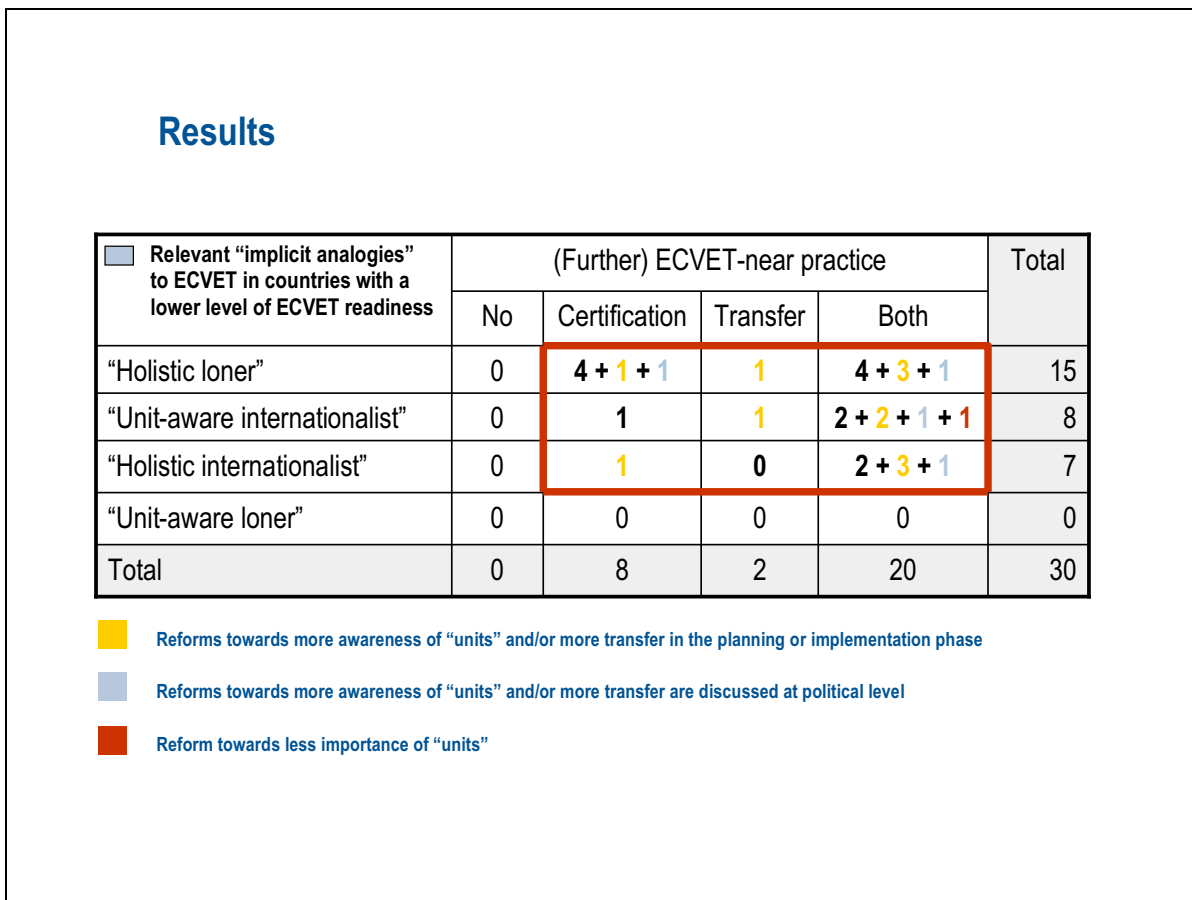 Results
Relevant “implicit analogies”
to ECVET in countries with a
lower level of ECVET readiness
(Further) ECVET-near practice
Total
No
Certification
Transfer
Both
“Holistic loner”
0
4 + 1 + 1
1
4 + 3 + 1
15
“Unit-aware internationalist”
0
1
1
2 + 2 + 1 + 1
8
“Holistic internationalist”
0
1
0
2 + 3 + 1
7
“Unit-aware loner”
0
0
0
0
0
Total
0
8
2
20
30
Reforms towards more awareness of “units” and/or more transfer in the planning or implementation phase
Reforms towards more awareness of “units” and/or more transfer are discussed at political level
Reform towards less importance of “units”